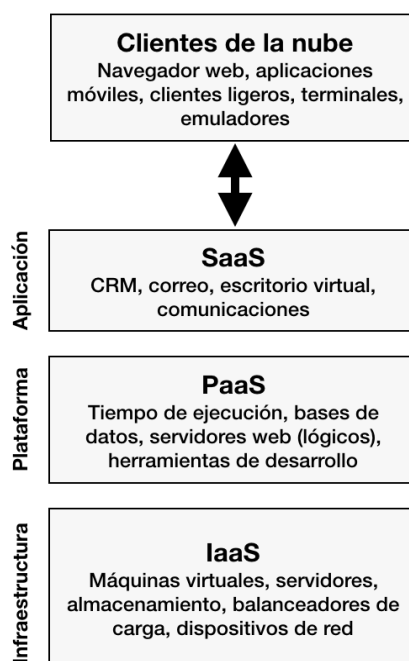 Clientes de la nube
Navegador web, aplicaciones
móviles, clientes ligeros, terminales,
emuladores
Aplicación
SaaS
CRM, correo, escritorio virtual,
comunicaciones
Plataforma
PaaS
Tiempo de ejecución, bases de
datos, servidores web (lógicos),
herramientas de desarrollo
Infraestructura
IaaS
Máquinas virtuales, servidores,
almacenamiento, balanceadores de
carga, dispositivos de red